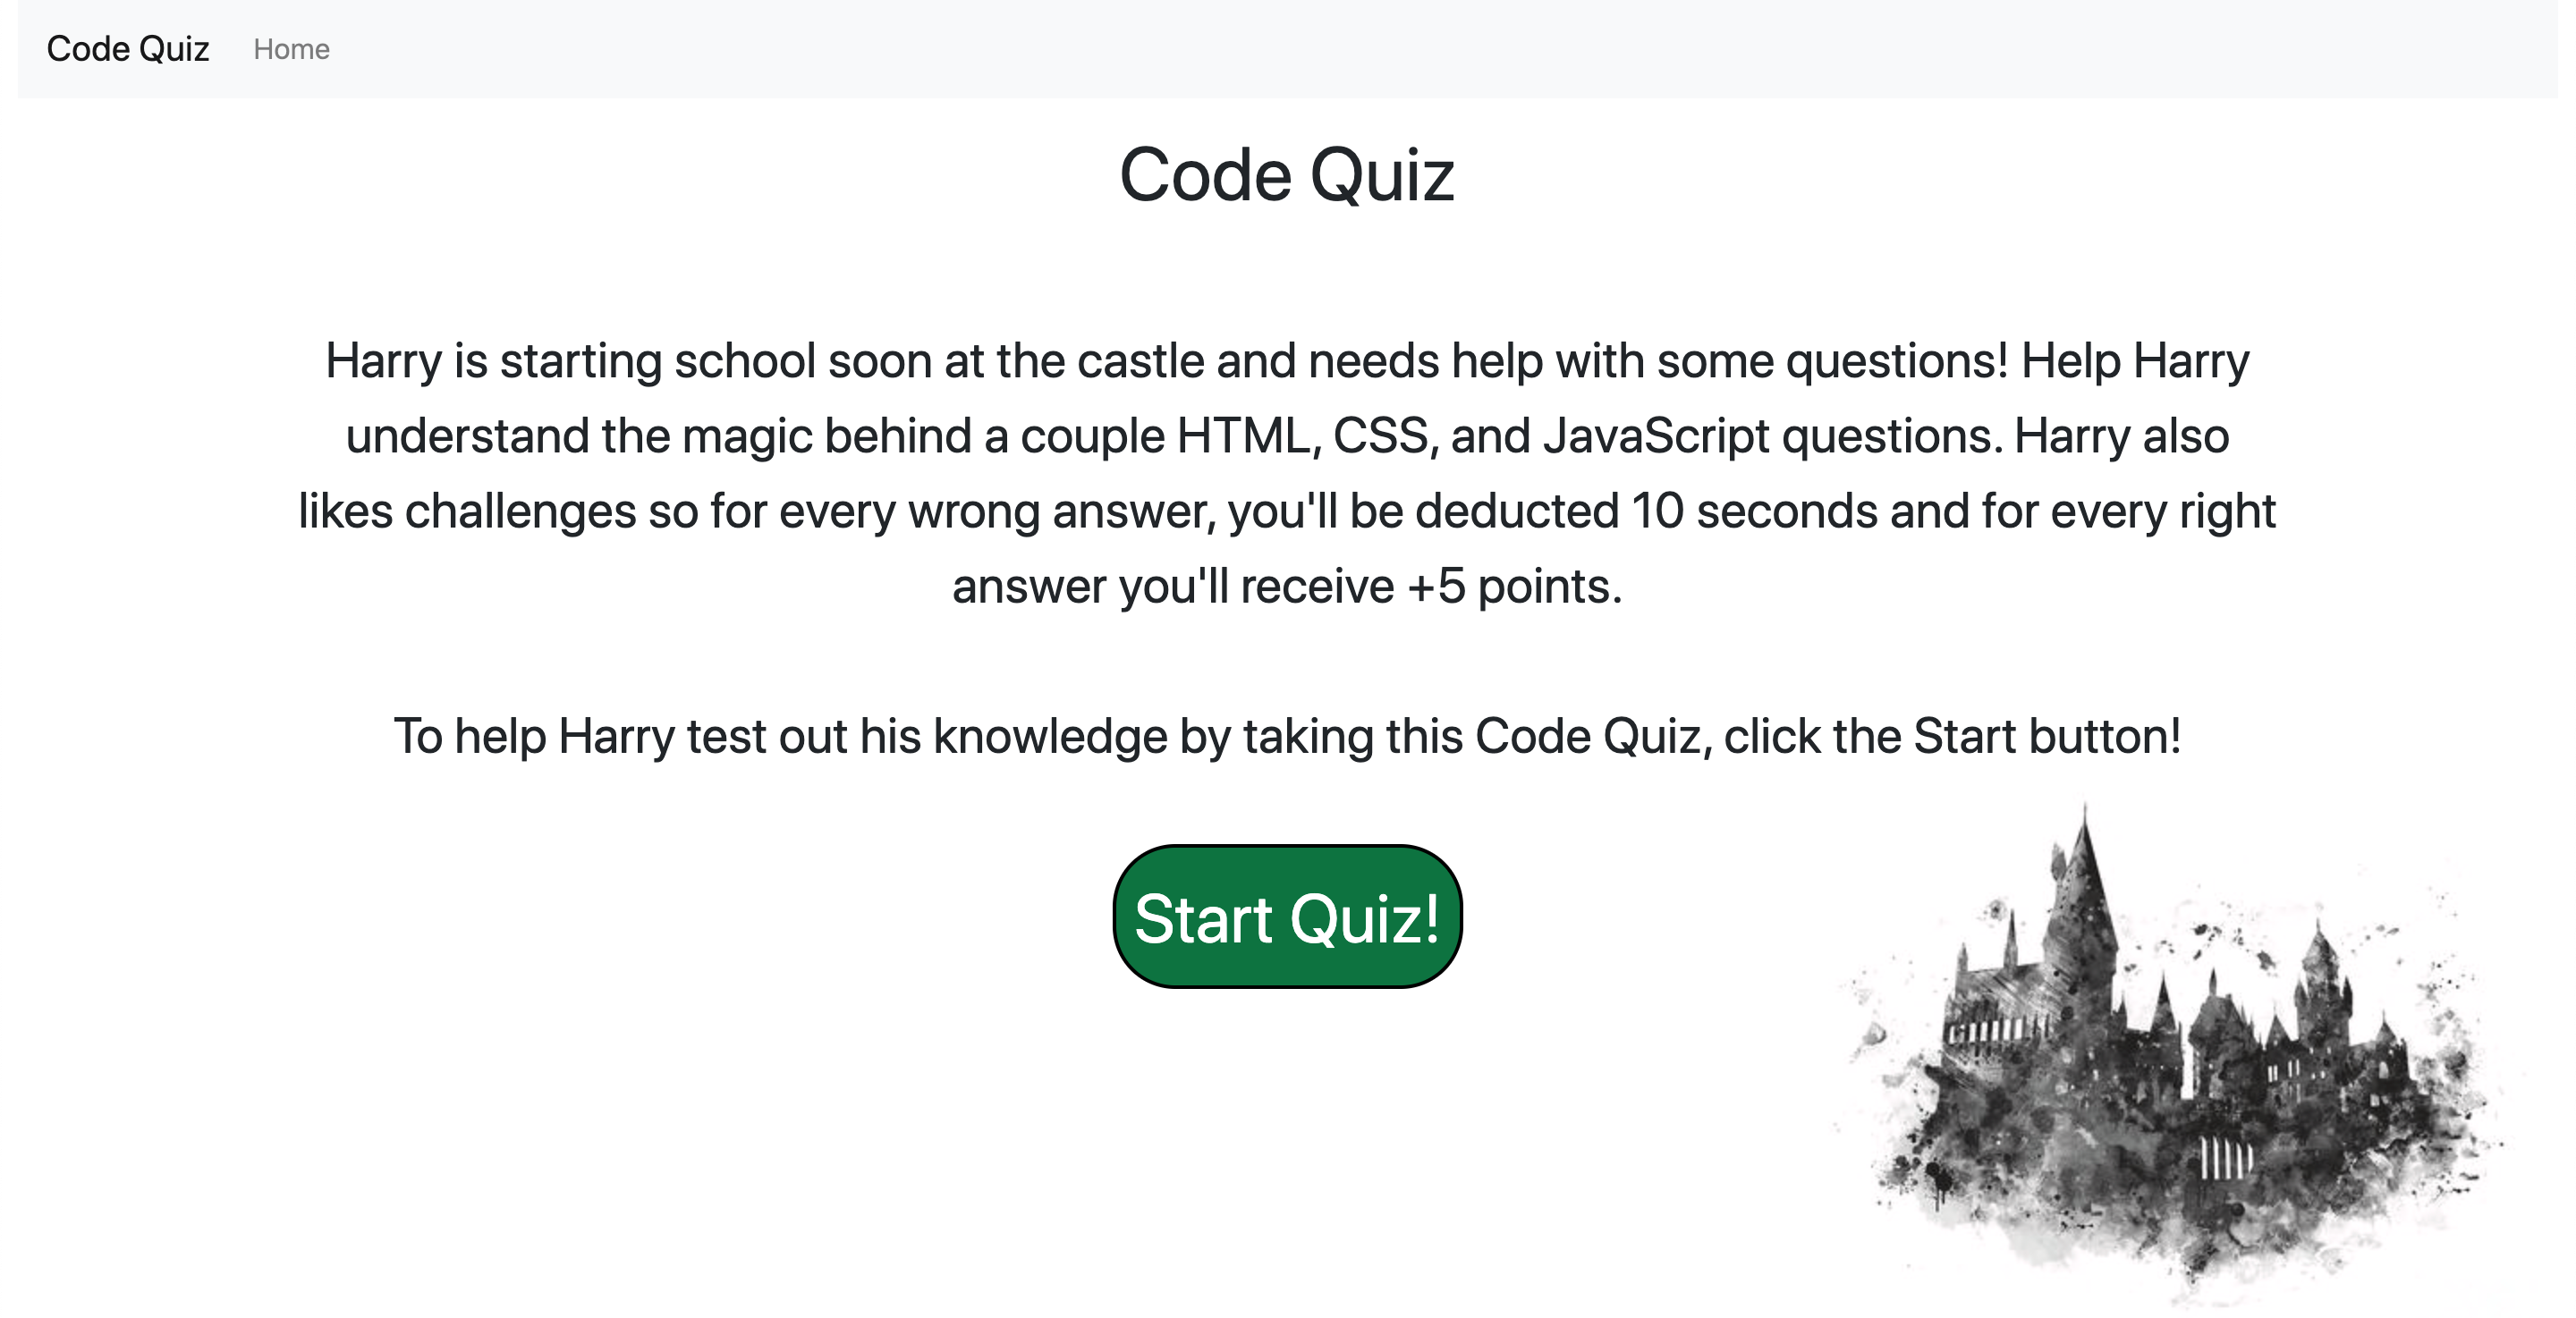 Code Quiz Home
Code Quiz
Harry is starting school soon at the castle and needs help with some questions! Help Harry
understand the magic behind a couple HTML, CSS, and JavaScript questions. Harry also
likes challenges so for every wrong answer, you'll be deducted 10 seconds and for every right
answer you'll receive +5 points.
To help Harry test out his knowledge by taking this Code Quiz, click the Start button!
Start Quiz!